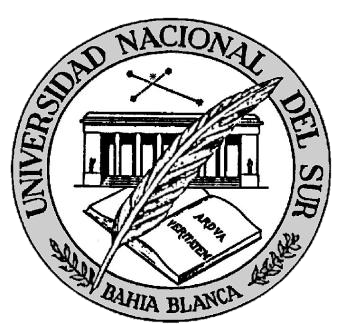 UNIVERSIDAD NACIONAL DEL SUR
ARDVA
VERITATEM
BAHIA BLANCA